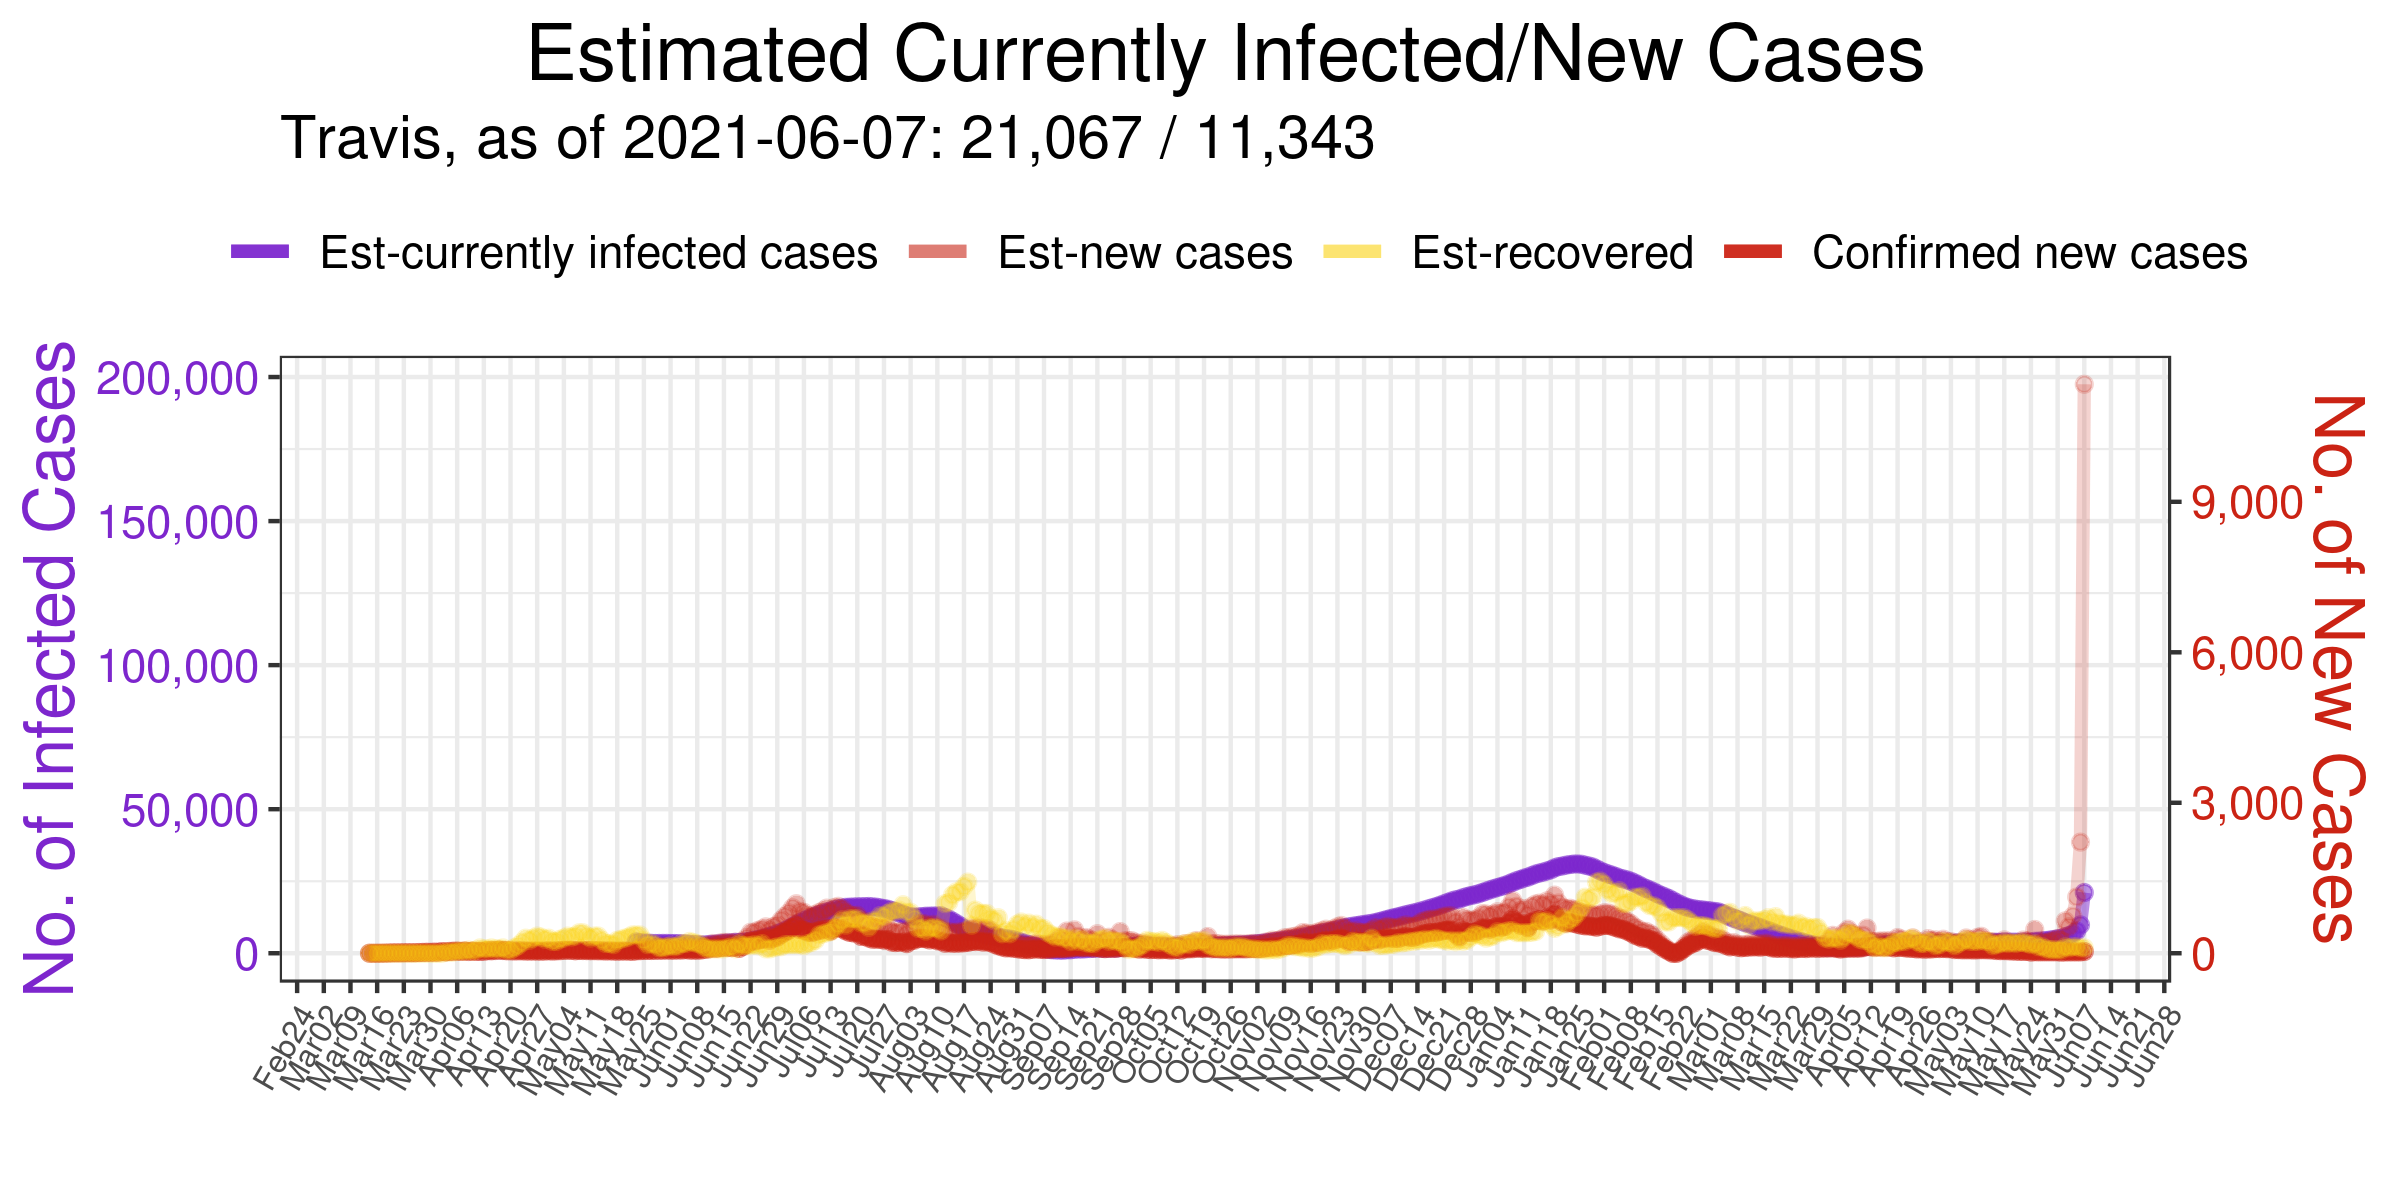 Estimated Currently Infected/New Cases
Travis, as of 2021-06-07: 21,067 / 11,343
Est-currently infected cases
Est-new cases
Est-recovered
Confirmed new cases
No. of Infected Cases
200,000
150,000
100,000
50,000
0
9,000
6,000
3,000
0
No. of New Cases
Feb24
Mar02
Mar09
Mar16
Mar23
Mar30
Apr06
Apr13
Apr20
Apr27
May04
May11
May18
May25
Jun01
Jun08
Jun15
Jun22
Jun29
Jul06
Jul13
Jul20
Jul27
Aug03
Aug10
Aug17
Aug24
Aug31
Sep07
Sep14
Sep21
Sep28
Oct05
Oct12
Oct19
Oct26
Nov02
Nov09
Nov16
Nov23
Nov30
Dec07
Dec14
Dec21
Dec28
Jan04
Jan11
Jan18
Jan25
Feb01
Feb08
Feb15
Feb22
Mar01
Mar08
Mar15
Mar22
Mar29
Apr05
Apr12
Apr19
Apr26
May03
May10
May17
May24
May31
Jun07
Jun14
Jun21
Jun28